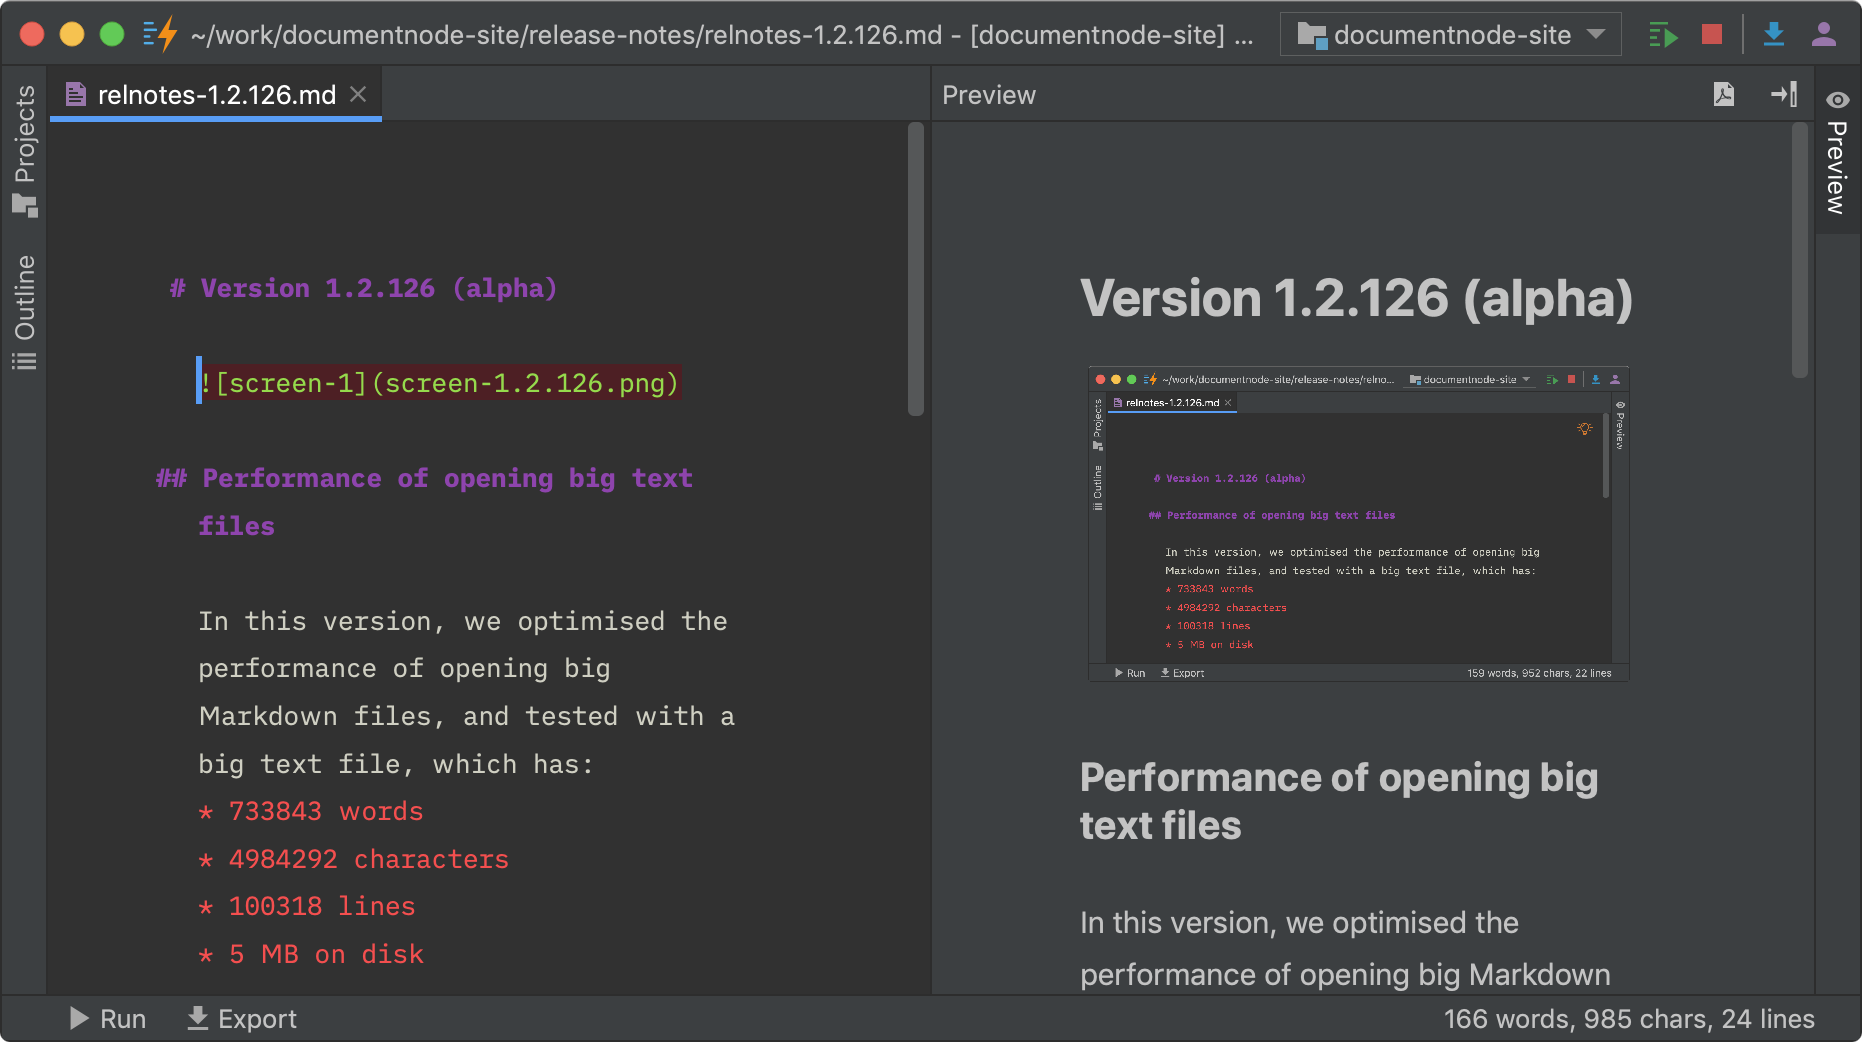 ~/work/documentnode-site/release-notes/relnotes-1.2.126.md - [documentnode-site] ...
documentnode-site
Projects
Outline
relnotes-1.2.126.md
# Version 1.2.126 (alpha)
![screen-1](screen-1.2.126.png)
## Performance of opening big text
files
In this version, we optimised the
performance of opening big
Markdown files, and tested with a
big text file, which has:
* 733843 words
* 4984292 characters
* 100318 lines
* 5 MB on disk
Preview
Preview
Version 1.2.126 (alpha)
~/work/documentnode-site/release-notes/relno...
documentnode-site
Projects
Outline
relnotes-1.2.126.md
Preview
# Version 1.2.126 (alpha)
## Performance of opening big text files
In this version, we optimised the performance of opening big
Markdown files, and tested with a big text file, which has:
* 733843 words
* 4984292 characters
* 100318 lines
* 5 MB on disk
Run
Export
159 words, 952 chars, 22 lines
Performance of opening big
text files
In this version, we optimised the
performance of opening big Markdown
Run
Export
166 words, 985 chars, 24 lines